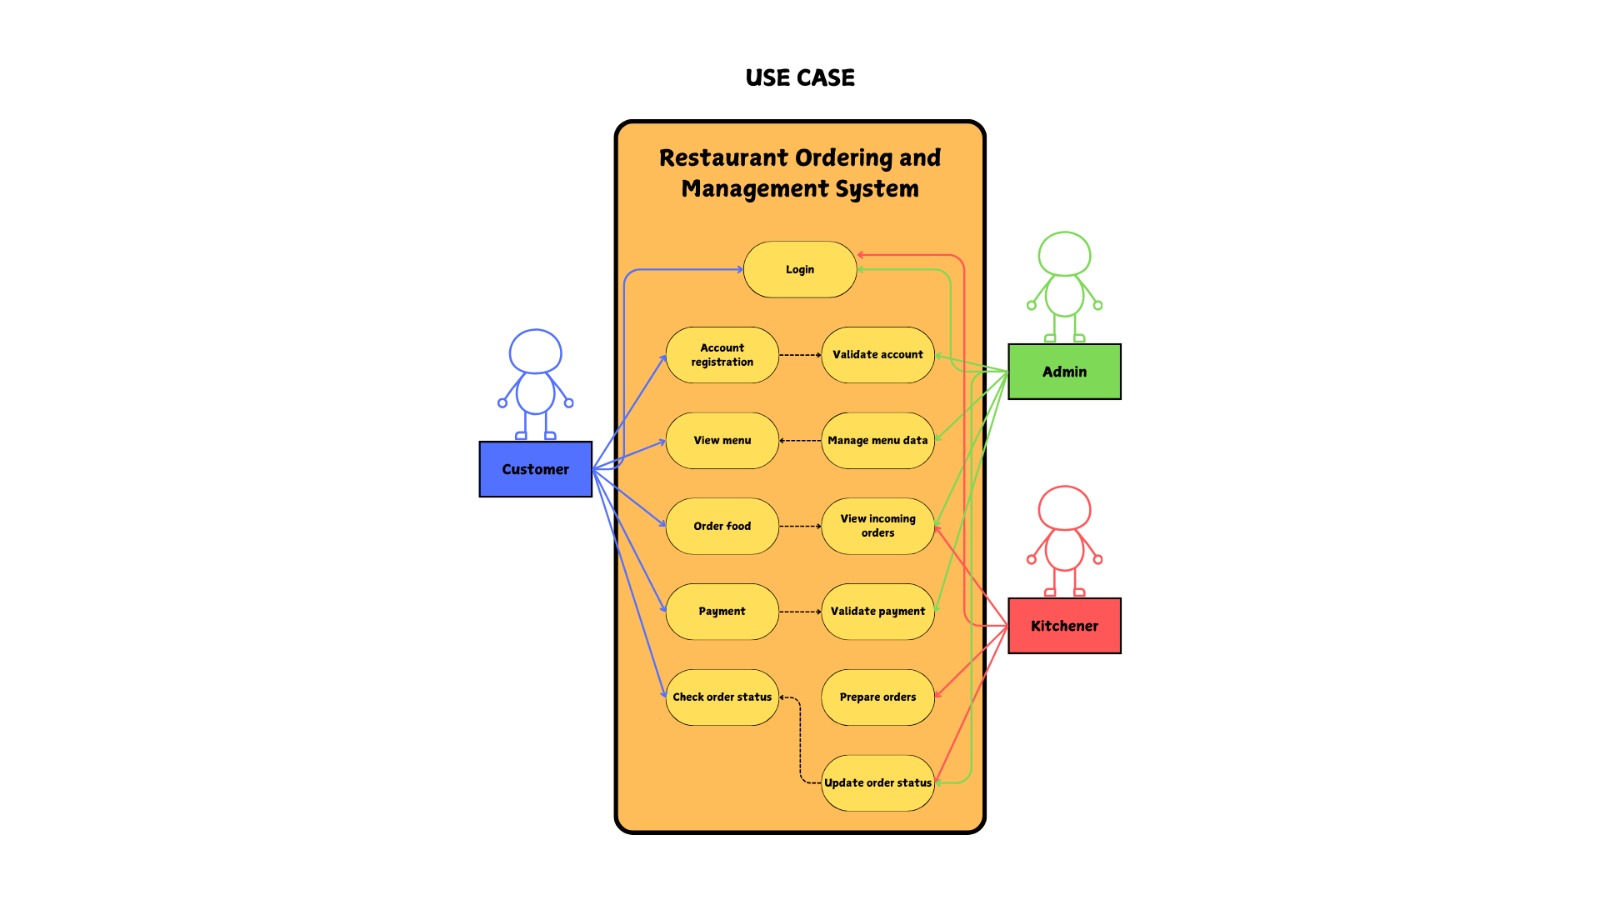 USE CASE
Restaurant Ordering and
Management System
Login
Account
registration
Validate account
Admin
View menu
Manage menu data
Customer
Order food
View incoming
orders
Payment
Validate payment
Kitchener
Check order status
Prepare orders
Update order status